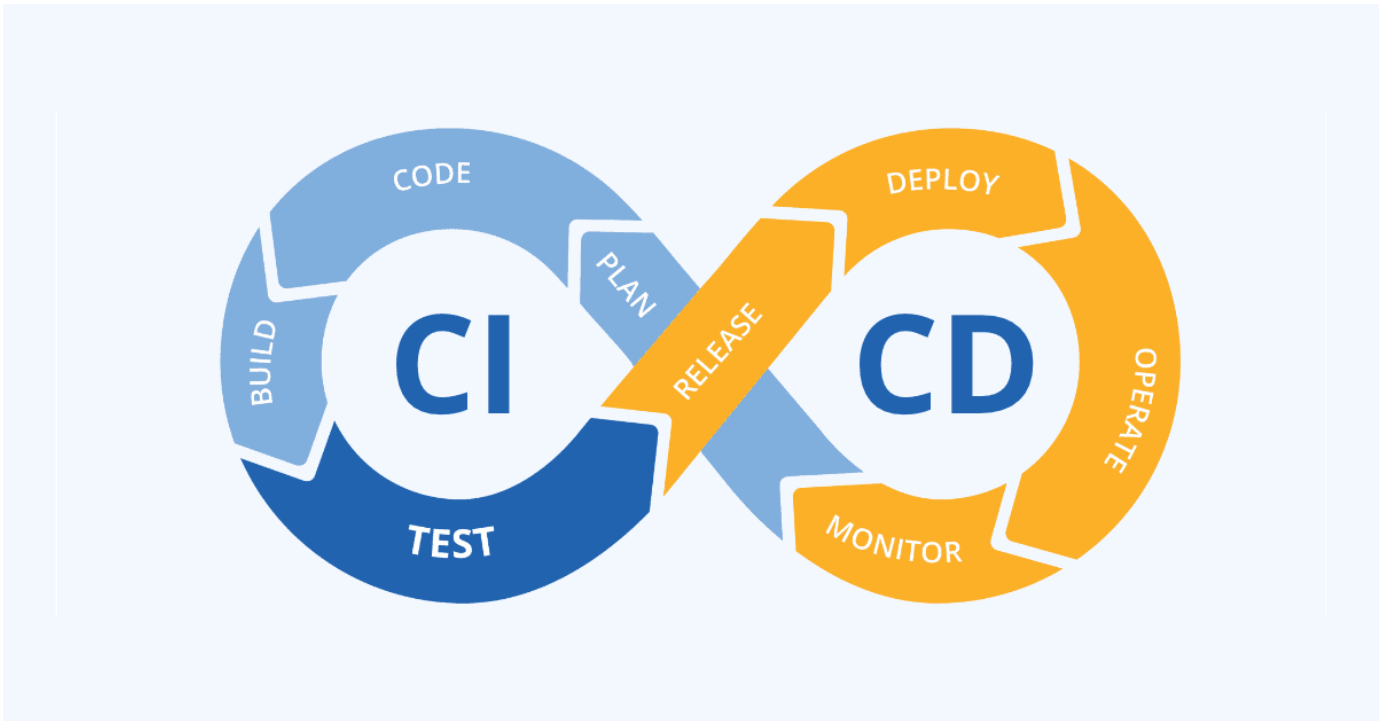 CODE
DEPLOY
PLAN
RELEASE
BUILD
CI
CD
OPERATE
TEST
MONITOR